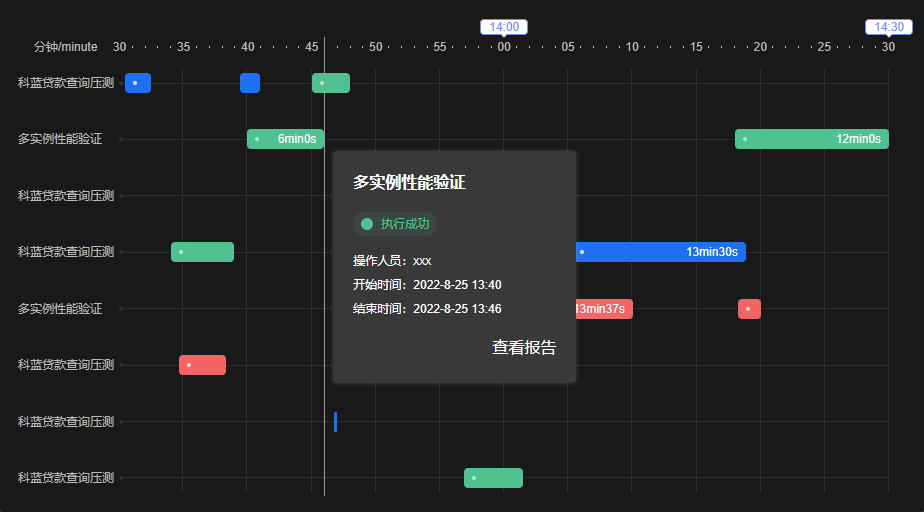 14:00
14:30
分钟/minute 30 35 40 45 50 55 00 05 10 15 20 25 30
科蓝贷款查询压测
多实例性能验证
6min0s
12min0s
多实例性能验证
执行成功
科蓝贷款查询压测
科蓝贷款查询压测
13min30s
操作人员：xxx
开始时间：2022-8-25 13:40
结束时间：2022-8-25 13:46
多实例性能验证
13min37s
查看报告
科蓝贷款查询压测
科蓝贷款查询压测
科蓝贷款查询压测